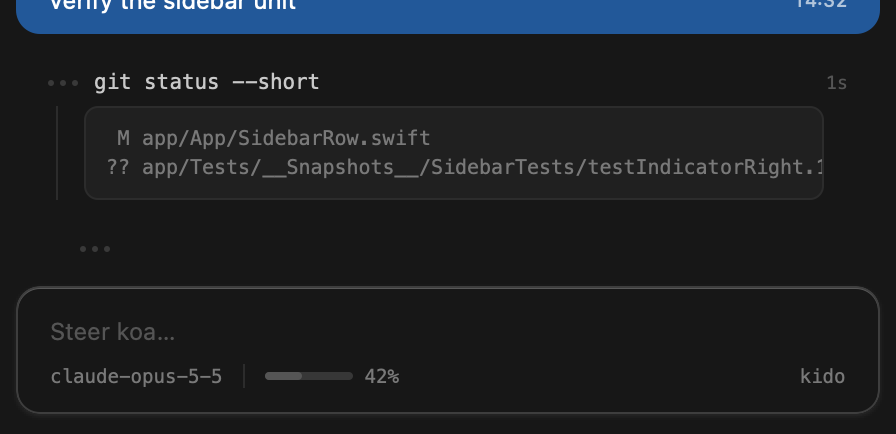 Verify the sidebar unit 14:32
git status --short 1s
 M app/App/SidebarRow.swift
?? app/Tests/__Snapshots__/SidebarTests/testIndicatorRight.1
Steer koa...
claude-opus-5-5 42% kido